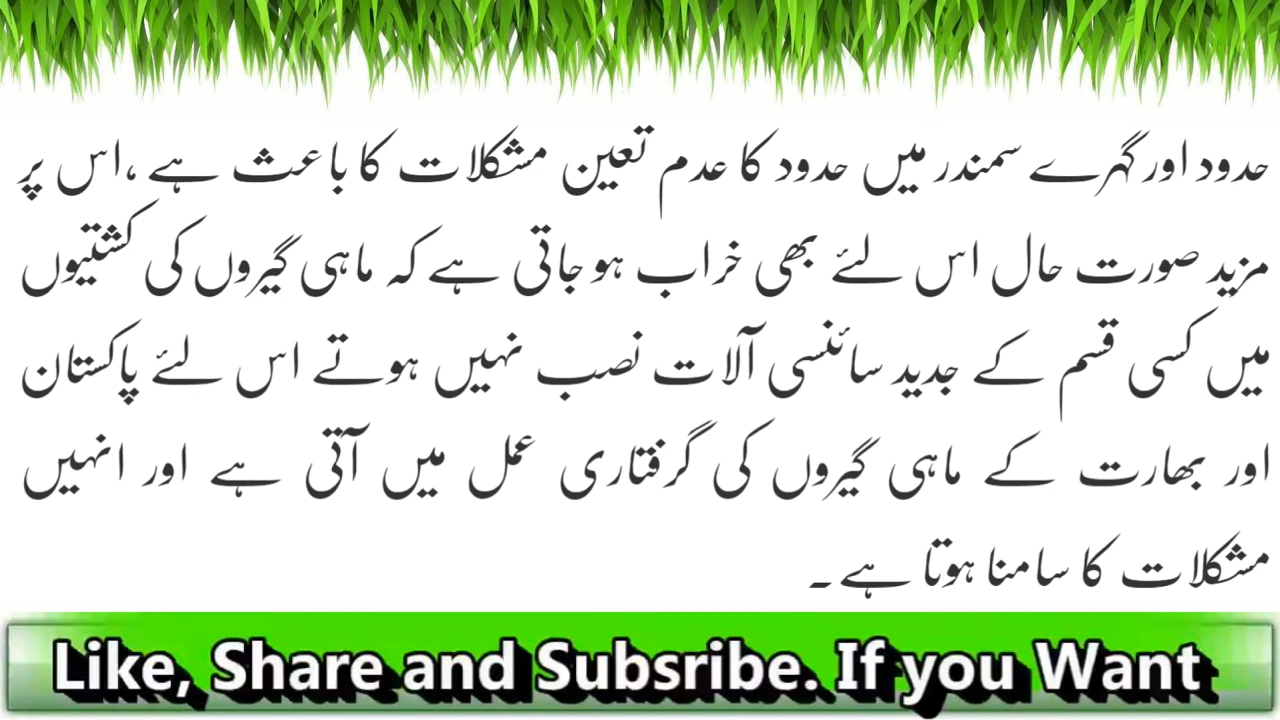 حدود اور گہرے سمندر میں حدود کا عدم تعین مشکلات کا باعث ہے ،اس پر
مزید صورت حال اس لئے بھی خراب ہوجاتی ہے کہ ماہی گیروں کی کشتیوں
میں کسی قسم کے جدید سائنسی آلات نصب نہیں ہوتے اس لئے پاکستان
اور بھارت کے ماہی گیروں کی گرفتاری عمل میں آتی ہے اور انہیں
مشکلات کا سامنا ہوتا ہے۔
Like, Share and Subsribe. If you Want